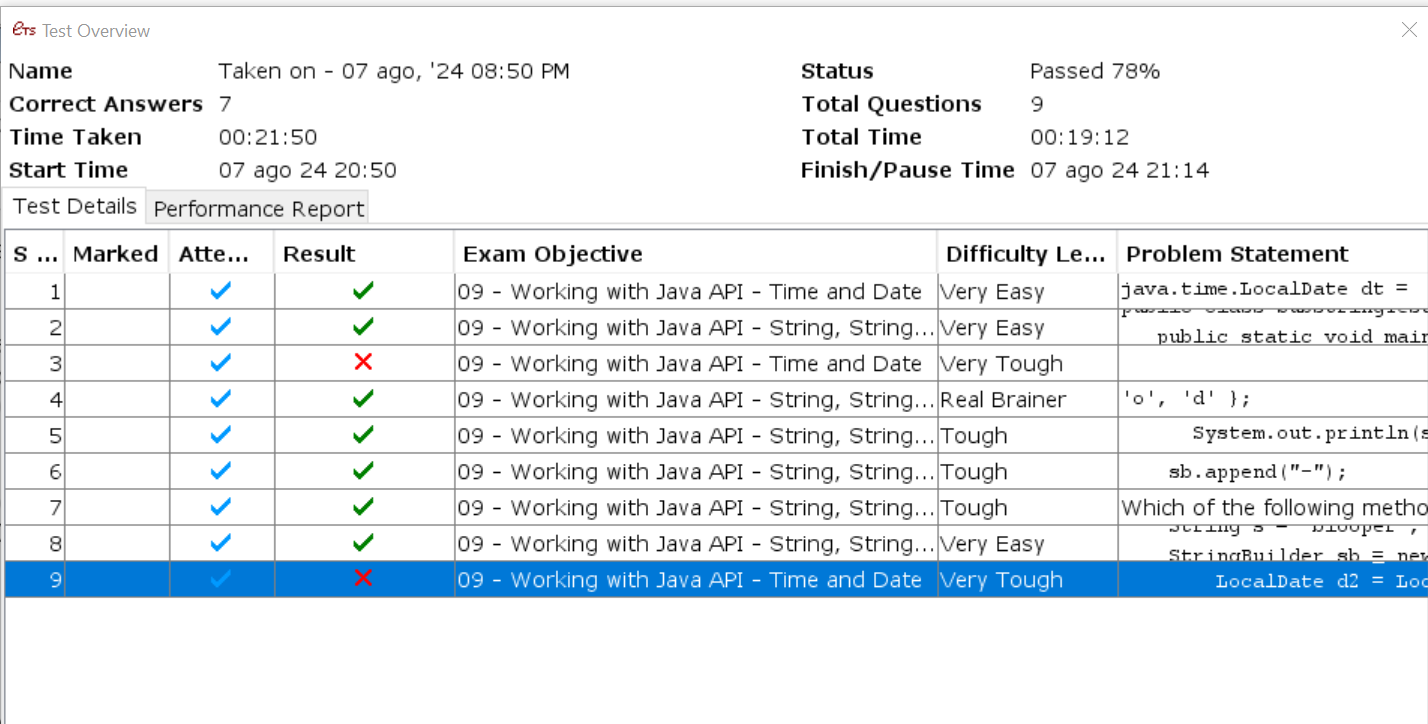 ETS Test Overview
Name Taken on - 07 ago, '24 08:50 PM Status Passed 78%
Correct Answers 7 Total Questions 9
Time Taken 00:21:50 Total Time 00:19:12
Start Time 07 ago 24 20:50 Finish/Pause Time 07 ago 24 21:14
Test Details Performance Report
S ... Marked Atte... Result Exam Objective Difficulty Le... Problem Statement
1 09 - Working with Java API - Time and Date Very Easy java.time.LocalDate dt =
2 09 - Working with Java API - String, String... Very Easy public static void main
3 09 - Working with Java API - Time and Date Very Tough
4 09 - Working with Java API - String, String... Real Brainer 'o', 'd' };
5 09 - Working with Java API - String, String... Tough System.out.println(s
6 09 - Working with Java API - String, String... Tough sb.append("-");
7 09 - Working with Java API - String, String... Tough Which of the following metho
8 09 - Working with Java API - String, String... Very Easy String s = "blooper";
StringBuilder sb = new
9 09 - Working with Java API - Time and Date Very Tough LocalDate d2 = Loc